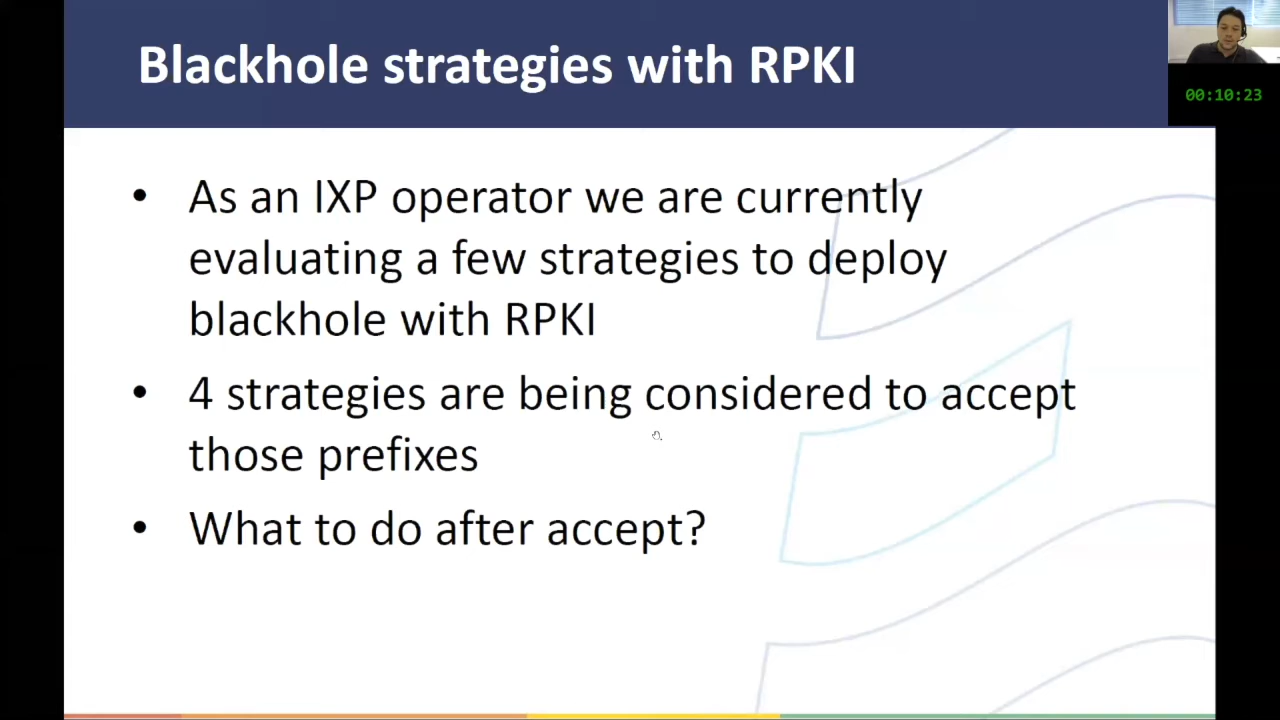 Blackhole strategies with RPKI
00:10:23
• As an IXP operator we are currently
evaluating a few strategies to deploy
blackhole with RPKI
• 4 strategies are being considered to accept
those prefixes
• What to do after accept?